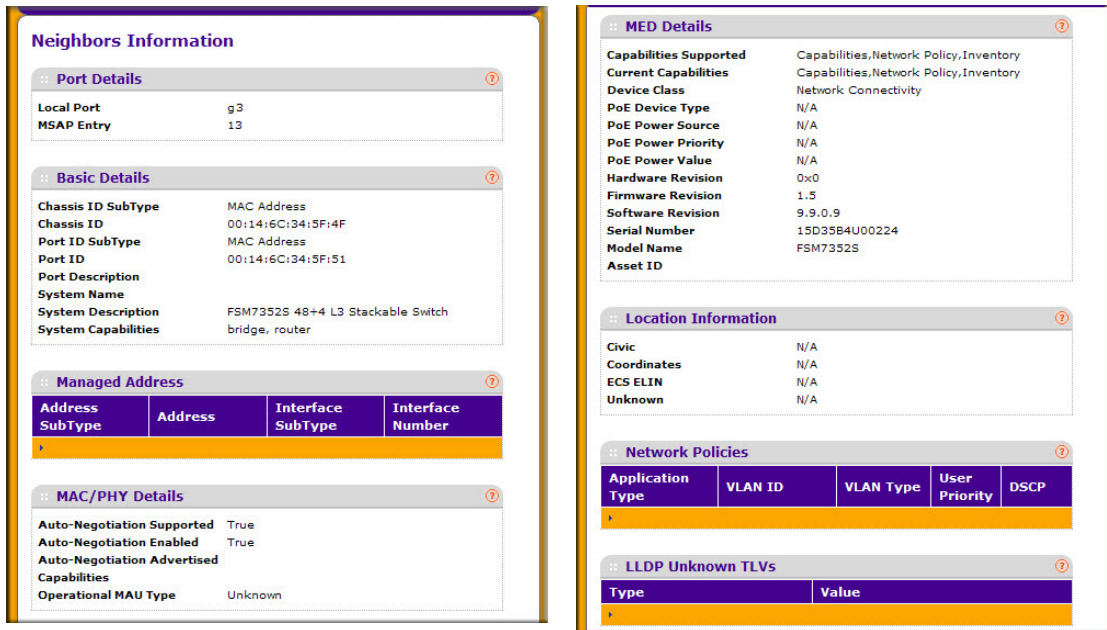 Neighbors Information
Port Details
Local Port g3
MSAP Entry 13
Basic Details
Chassis ID SubType MAC Address
Chassis ID 00:14:6C:34:5F:4F
Port ID SubType MAC Address
Port ID 00:14:6C:34:5F:51
Port Description
System Name
System Description FSM7352S 48+4 L3 Stackable Switch
System Capabilities bridge, router
Managed Address
Address SubType Address Interface SubType Interface Number
MAC/PHY Details
Auto-Negotiation Supported True
Auto-Negotiation Enabled True
Auto-Negotiation Advertised
Capabilities
Operational MAU Type Unknown
MED Details
Capabilities Supported Capabilities,Network Policy,Inventory
Current Capabilities Capabilities,Network Policy,Inventory
Device Class Network Connectivity
PoE Device Type N/A
PoE Power Source N/A
PoE Power Priority N/A
PoE Power Value N/A
Hardware Revision 0x0
Firmware Revision 1.5
Software Revision 9.9.0.9
Serial Number 15D35B4U00224
Model Name FSM7352S
Asset ID
Location Information
Civic N/A
Coordinates N/A
ECS ELIN N/A
Unknown N/A
Network Policies
Application Type VLAN ID VLAN Type User Priority DSCP
LLDP Unknown TLVs
Type Value